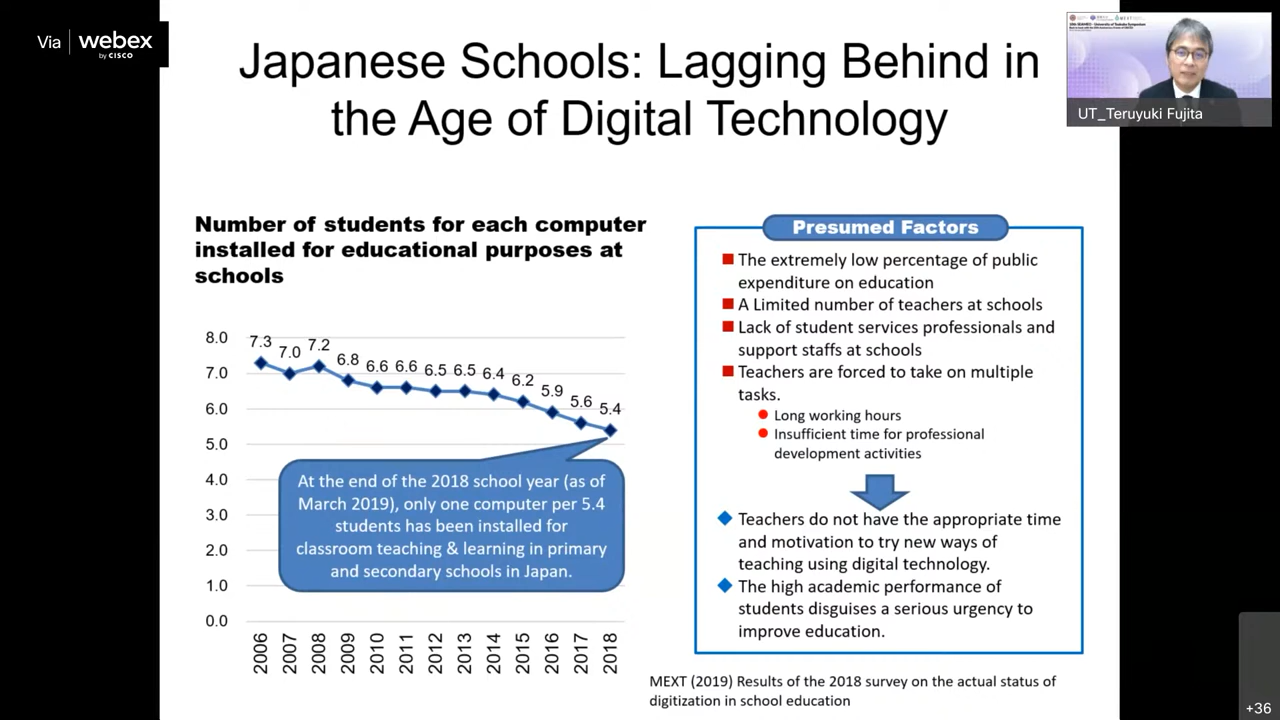 Via webex
by CISCO
Japanese Schools: Lagging Behind in
the Age of Digital Technology
UT_Teruyuki Fujita
Number of students for each computer
installed for educational purposes at
schools
8.0
7.0
6.0
5.0
4.0
3.0
2.0
1.0
0.0
7.3
7.0
7.2
6.8
6.6
6.6
6.5
6.5
6.4
6.2
5.9
5.6
5.4
At the end of the 2018 school year (as of
March 2019), only one computer per 5.4
students has been installed for
classroom teaching & learning in primary
and secondary schools in Japan.
2006
2007
2008
2009
2010
2011
2012
2013
2014
2015
2016
2017
2018
Presumed Factors
The extremely low percentage of public
expenditure on education
A Limited number of teachers at schools
Lack of student services professionals and
support staffs at schools
Teachers are forced to take on multiple
tasks.
Long working hours
Insufficient time for professional
development activities
Teachers do not have the appropriate time
and motivation to try new ways of
teaching using digital technology.
The high academic performance of
students disguises a serious urgency to
improve education.
MEXT (2019) Results of the 2018 survey on the actual status of
digitization in school education
+36